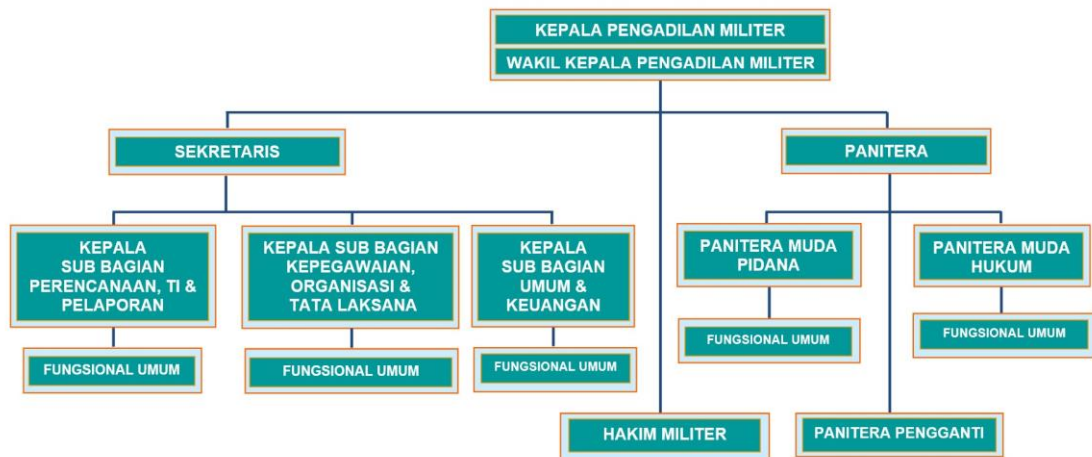 KEPALA PENGADILAN MILITER
WAKIL KEPALA PENGADILAN MILITER
SEKRETARIS
PANITERA
KEPALA
SUB BAGIAN
PERENCANAAN, TI &
PELAPORAN
KEPALA SUB BAGIAN
KEPEGAWAIAN,
ORGANISASI &
TATA LAKSANA
KEPALA
SUB BAGIAN
UMUM &
KEUANGAN
PANITERA MUDA
PIDANA
PANITERA MUDA
HUKUM
FUNGSIONAL UMUM
FUNGSIONAL UMUM
FUNGSIONAL UMUM
FUNGSIONAL UMUM
FUNGSIONAL UMUM
HAKIM MILITER
PANITERA PENGGANTI